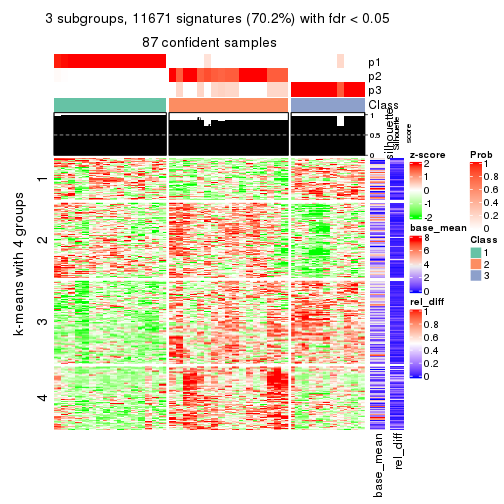 3 subgroups, 11671 signatures (70.2%) with fdr < 0.05
87 confident samples
p1
p2
p3
Class
silhouette
Silhouette
score
1
0.5
0
k-means with 4 groups
1
2
3
4
base_mean
rel_diff
z-score
2
1
0
-1
-2
base_mean
8
6
4
2
0
rel_diff
1
0.8
0.6
0.4
0.2
0
Prob
1
0.8
0.6
0.4
0.2
0
Class
1
2
3